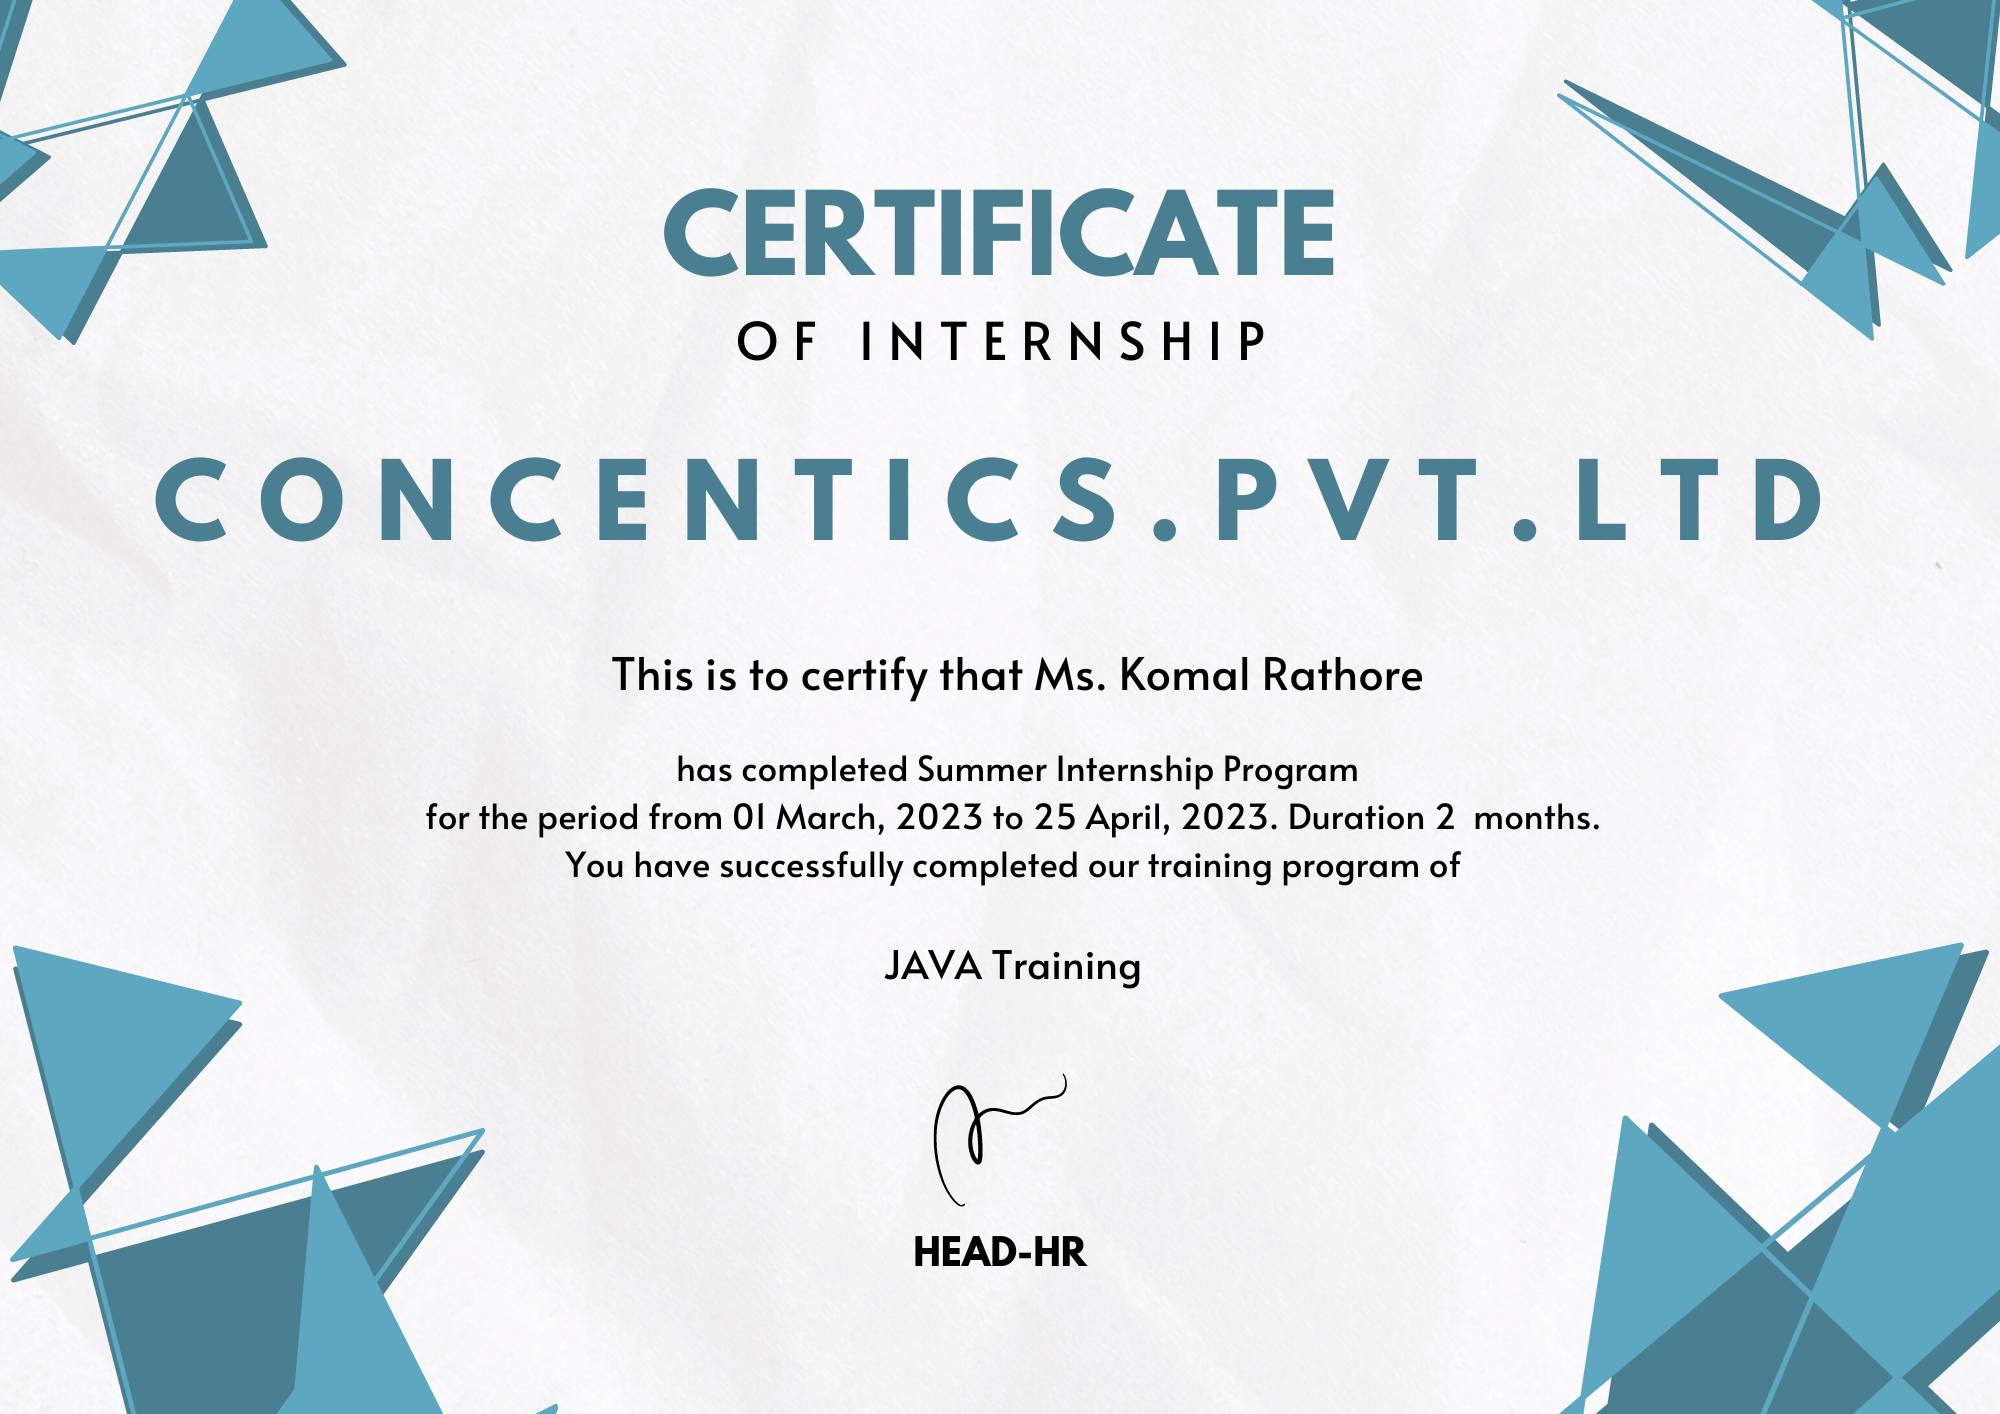 CERTIFICATE
OF INTERNSHIP
CONCENTICS.PVT.LTD
This is to certify that Ms. Komal Rathore
has completed Summer Internship Program
for the period from 01 March, 2023 to 25 April, 2023. Duration 2  months.
You have successfully completed our training program of
JAVA Training
HEAD-HR